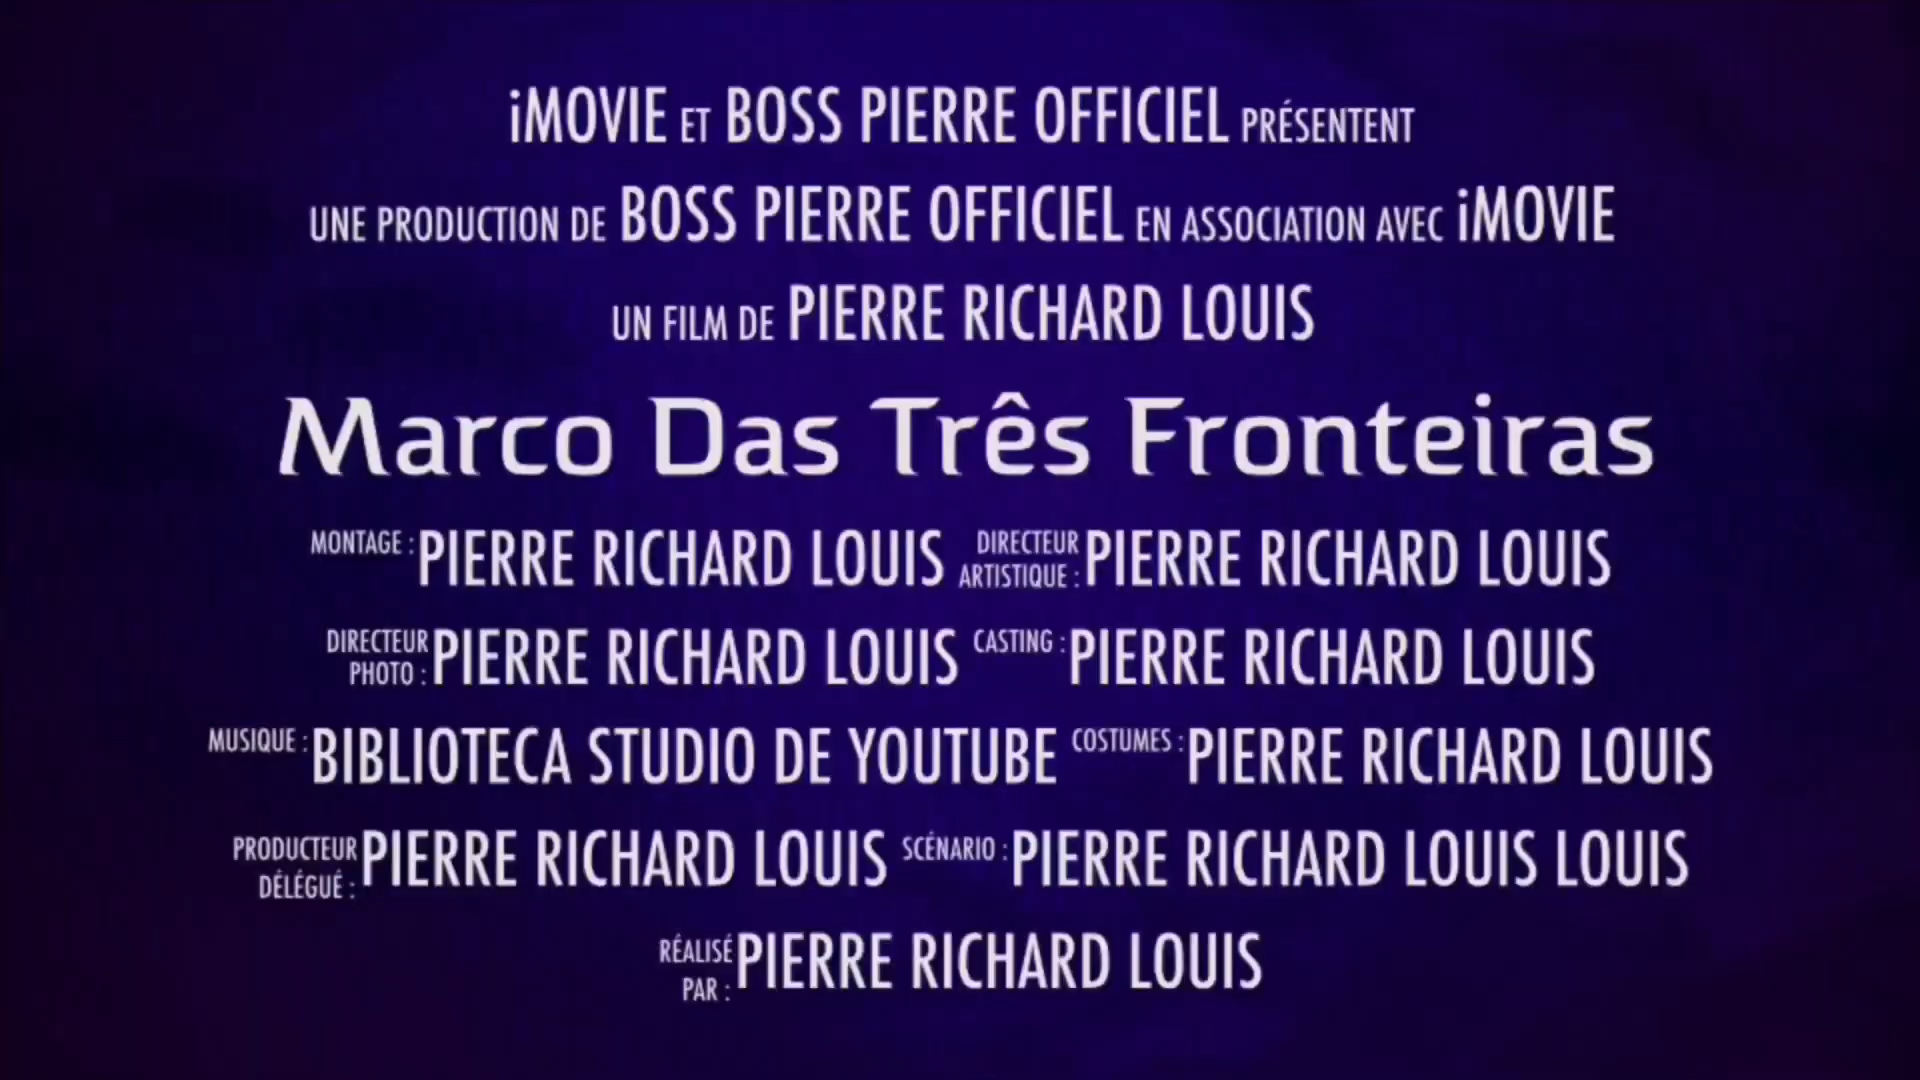 iMOVIE ET BOSS PIERRE OFFICIEL PRÉSENTENT
UNE PRODUCTION DE BOSS PIERRE OFFICIEL EN ASSOCIATION AVEC iMOVIE
UN FILM DE PIERRE RICHARD LOUIS
Marco Das Três Fronteiras
MONTAGE : PIERRE RICHARD LOUIS DIRECTEUR ARTISTIQUE : PIERRE RICHARD LOUIS
DIRECTEUR PHOTO : PIERRE RICHARD LOUIS CASTING : PIERRE RICHARD LOUIS
MUSIQUE : BIBLIOTECA STUDIO DE YOUTUBE COSTUMES : PIERRE RICHARD LOUIS
PRODUCTEUR DÉLÉGUÉ : PIERRE RICHARD LOUIS SCÉNARIO : PIERRE RICHARD LOUIS LOUIS
RÉALISÉ PAR : PIERRE RICHARD LOUIS